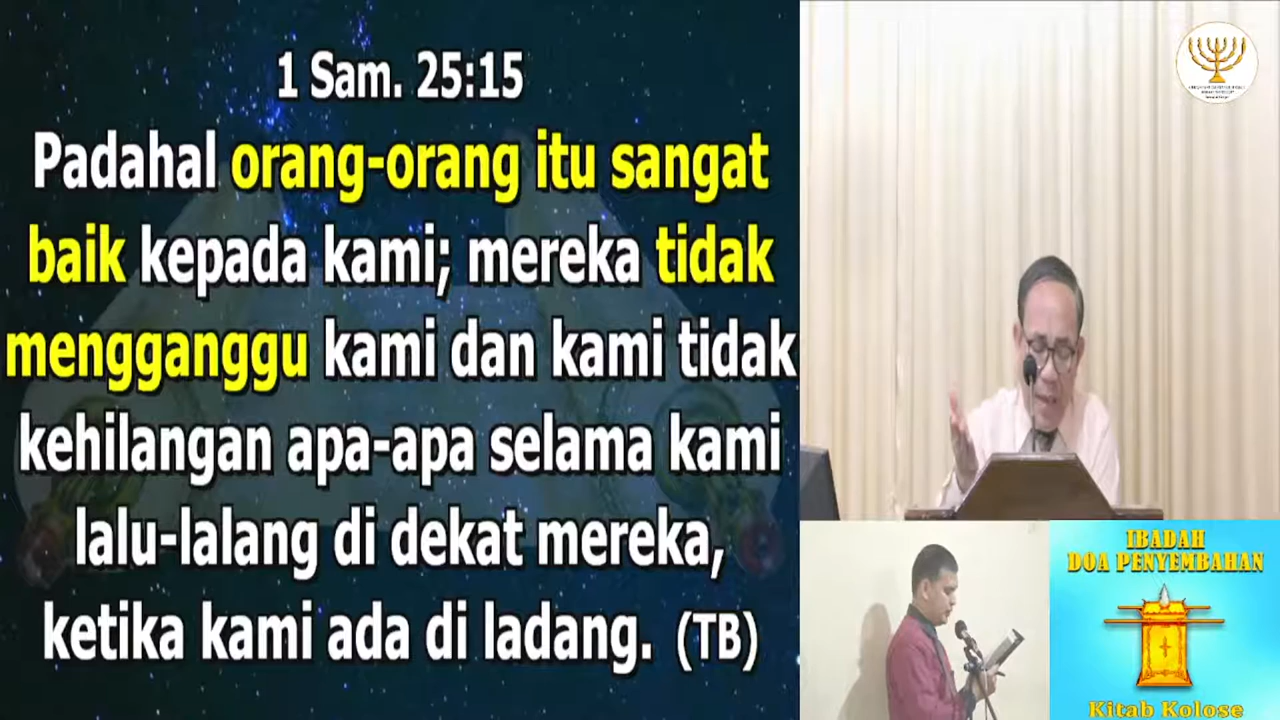 1 Sam. 25:15
Padahal orang-orang itu sangat
baik kepada kami; mereka tidak
mengganggu kami dan kami tidak
kehilangan apa-apa selama kami
lalu-lalang di dekat mereka,
ketika kami ada di ladang. (TB)
IBADAH
DOA PENYEMBAHAN
Kitab Kolose